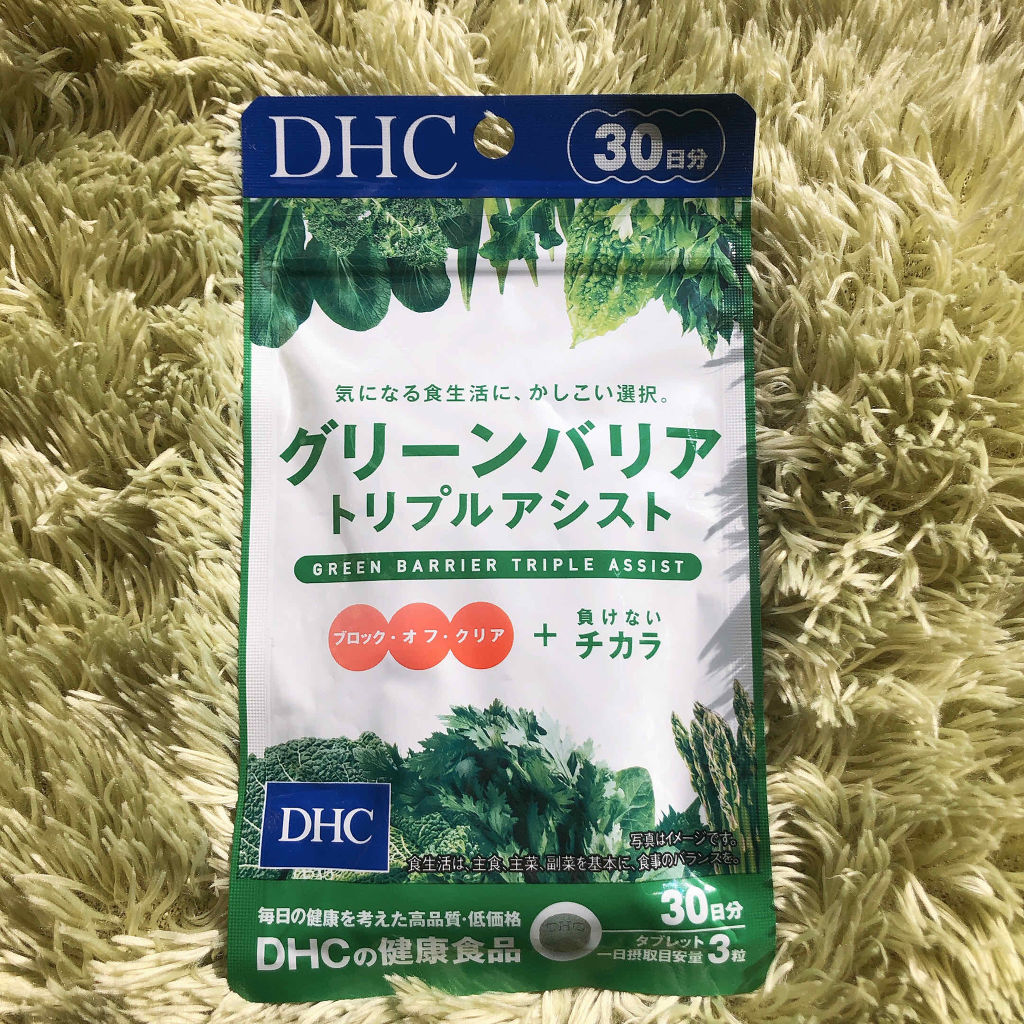 DHC
30日分
気になる食生活に、かしこい選択。
グリーンバリア
トリプルアシスト
GREEN BARRIER TRIPLE ASSIST
ブロック・オフ・クリア + 負けない
チカラ
DHC
写真はイメージです。
食生活は、主食、主菜、副菜を基本に、食事のバランスを。
毎日の健康を考えた高品質・低価格
DHCの健康食品
DHC
30日分
タブレット
一日摂取目安量3粒